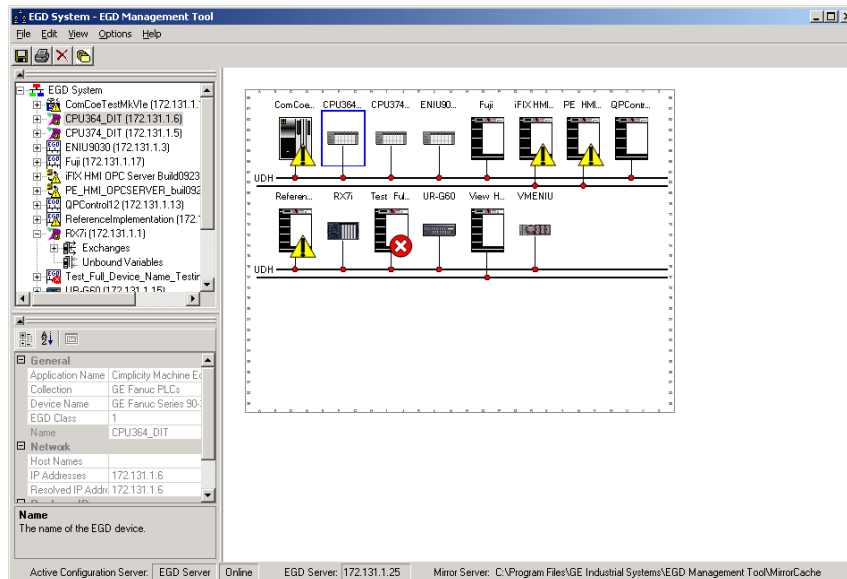 EGD System - EGD Management Tool
File Edit View Options Help
EGD System
ComCoeTestMkVIe (172.131.1.
CPU364_DIT (172.131.1.6)
CPU374_DIT (172.131.1.5)
ENIU9030 (172.131.1.3)
Fuji (172.131.1.17)
iFIX HMI OPC Server Build0923
PE_HMI_OPCSERVER_buil092
QPControl12 (172.131.1.13)
ReferenceImplementation (172.
RX7i (172.131.1.1)
Exchanges
Unbound Variables
Test_Full_Device_Name_Testin
UR-G60 (172.131.1.15)
General
Application Name Cimplicity Machine Ec
Collection GE Fanuc PLCs
Device Name GE Fanuc Series 90-
EGD Class 1
Name CPU364_DIT
Network
Host Names
IP Addresses 172.131.1.6
Resolved IP Addre 172.131.1.6
Name
The name of the EGD device.
ComCoe... CPU364... CPU374... ENIU90... Fuji iFIX HMI... PE_HMI... QPContr...
UDH
Referen... RX7i Test_Ful... UR-G60 View H... VMENIU
UDH
Active Configuration Server: EGD Server Online EGD Server: 172.131.1.25 Mirror Server: C:\Program Files\GE Industrial Systems\EGD Management Tool\MirrorCache